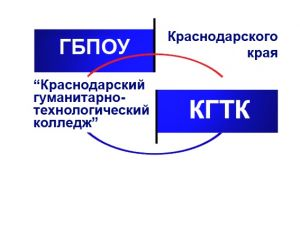 ГБПОУ
Краснодарского
края
“Краснодарский
гуманитарно-
технологический
колледж”
КГТК